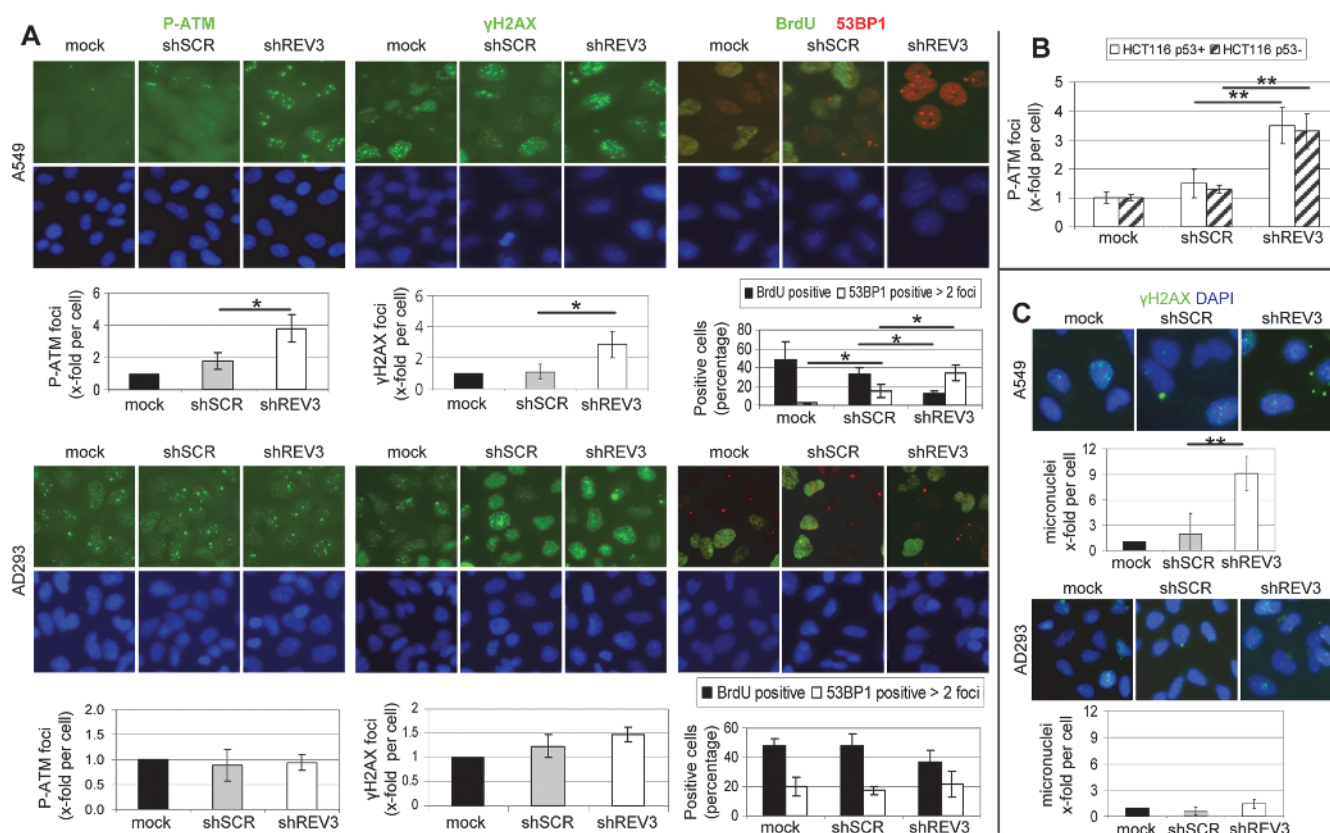 A
P-ATM
γH2AX
BrdU 53BP1
mock shSCR shREV3 mock shSCR shREV3 mock shSCR shREV3
A549
P-ATM foci
(x-fold per cell)
6
4
2
0
*
mock shSCR shREV3
γH2AX foci
(x-fold per cell)
6
4
2
0
*
mock shSCR shREV3
BrdU positive 53BP1 positive > 2 foci
Positive cells
(percentage)
80
60
40
20
0
* * *
mock shSCR shREV3
mock shSCR shREV3 mock shSCR shREV3 mock shSCR shREV3
AD293
P-ATM foci
(x-fold per cell)
2.0
1.5
1.0
0.5
0.0
mock shSCR shREV3
γH2AX foci
(x-fold per cell)
2
1.5
1
0.5
0
mock shSCR shREV3
BrdU positive 53BP1 positive > 2 foci
Positive cells
(percentage)
60
40
20
0
mock shSCR shREV3
B
HCT116 p53+ HCT116 p53-
P-ATM foci
(x-fold per cell)
5
4
3
2
1
0
**
**
mock shSCR shREV3
C
γH2AX DAPI
mock shSCR shREV3
A549
micronuclei
x-fold per cell
12
9
6
3
0
**
mock shSCR shREV3
mock shSCR shREV3
AD293
micronuclei
x-fold per cell
12
9
6
3
0
mock shSCR shREV3